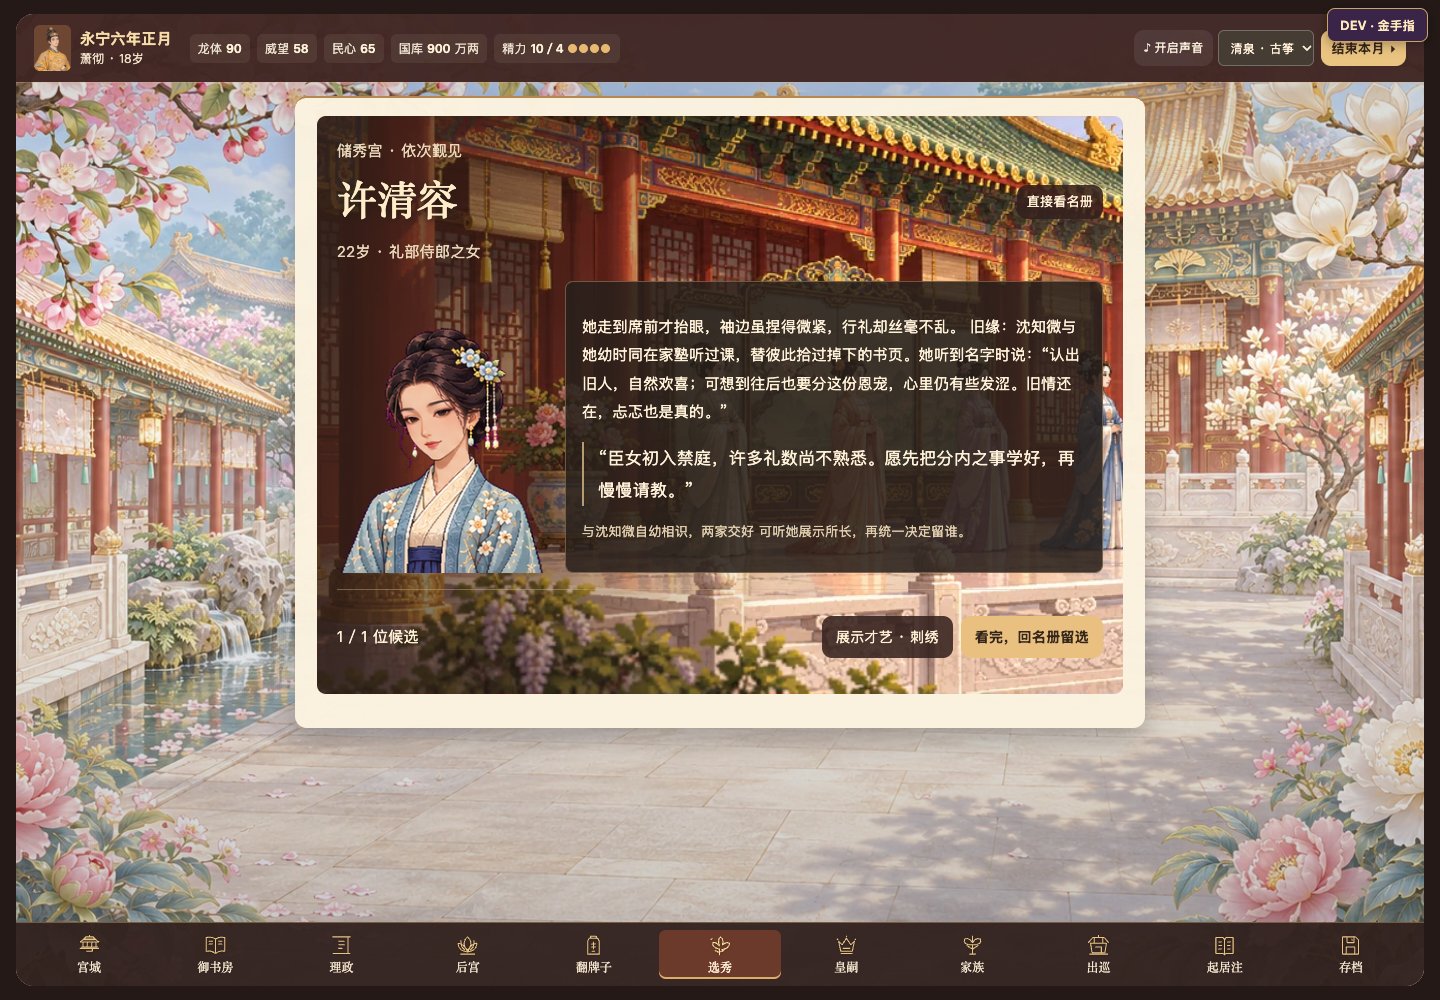 永宁六年正月
萧彻 · 18岁
龙体 90
威望 58
民心 65
国库 900 万两
精力 10 / 4
♪ 开启声音
清泉 · 古筝
DEV · 金手指
结束本月
储秀宫 · 依次觐见
许清容
22岁 · 礼部侍郎之女
直接看名册
她走到席前才抬眼，袖边虽捏得微紧，行礼却丝毫不乱。 旧缘：沈知微与
她幼时同在家塾听过课，替彼此拾过掉下的书页。她听到名字时说：“认出
旧人，自然欢喜；可想到往后也要分这份恩宠，心里仍有些发涩。旧情还
在，忐忑也是真的。”
“臣女初入禁庭，许多礼数尚不熟悉。愿先把分内之事学好，再
慢慢请教。”
与沈知微自幼相识，两家交好 可听她展示所长，再统一决定留谁。
1 / 1 位候选
展示才艺 · 刺绣
看完，回名册留选
宫城
御书房
理政
后宫
翻牌子
选秀
皇嗣
家族
出巡
起居注
存档